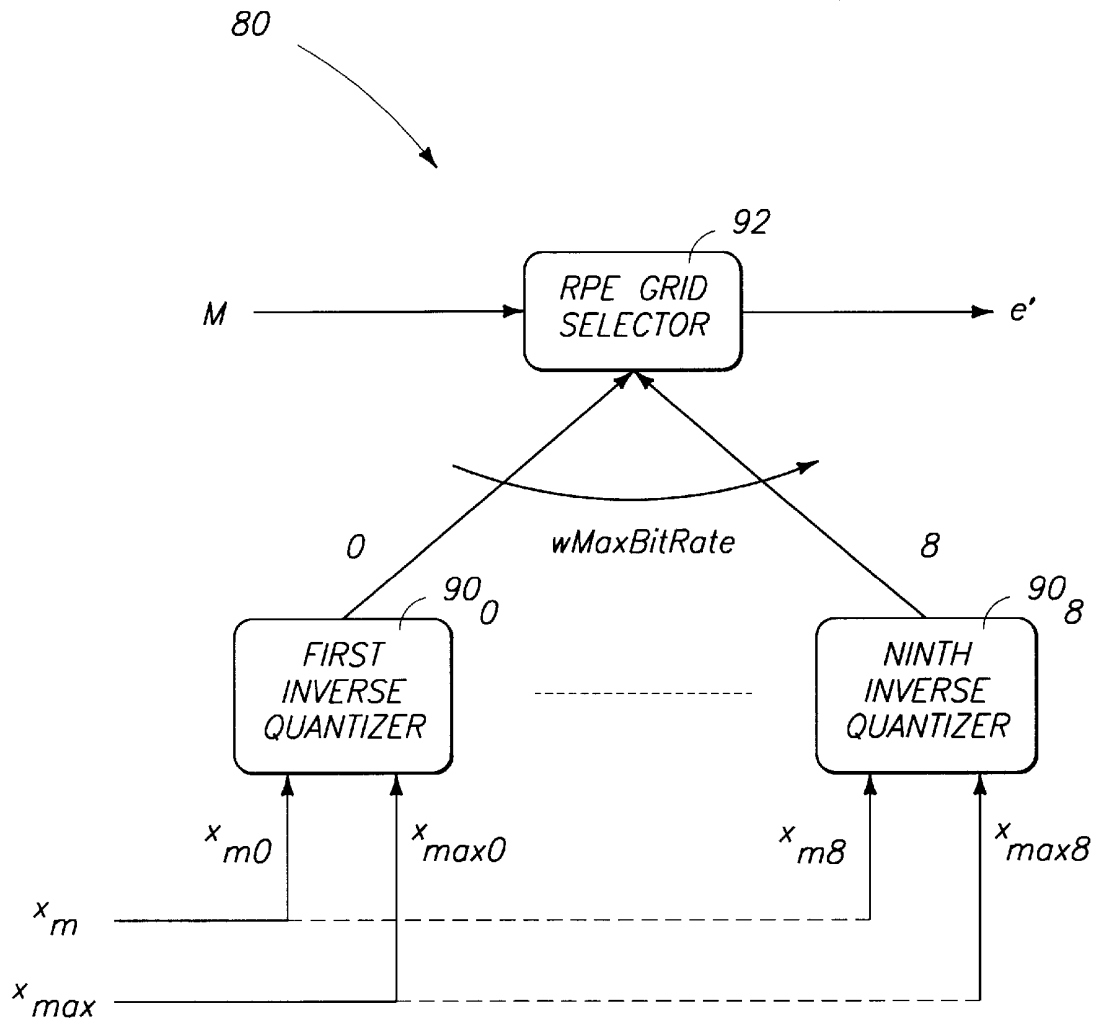 80
92
RPE GRID
SELECTOR
M
e'
0
wMaxBitRate
8
90 0
90 8
FIRST
INVERSE
QUANTIZER
NINTH
INVERSE
QUANTIZER
x m0
x max0
x m8
x max8
x m
x max